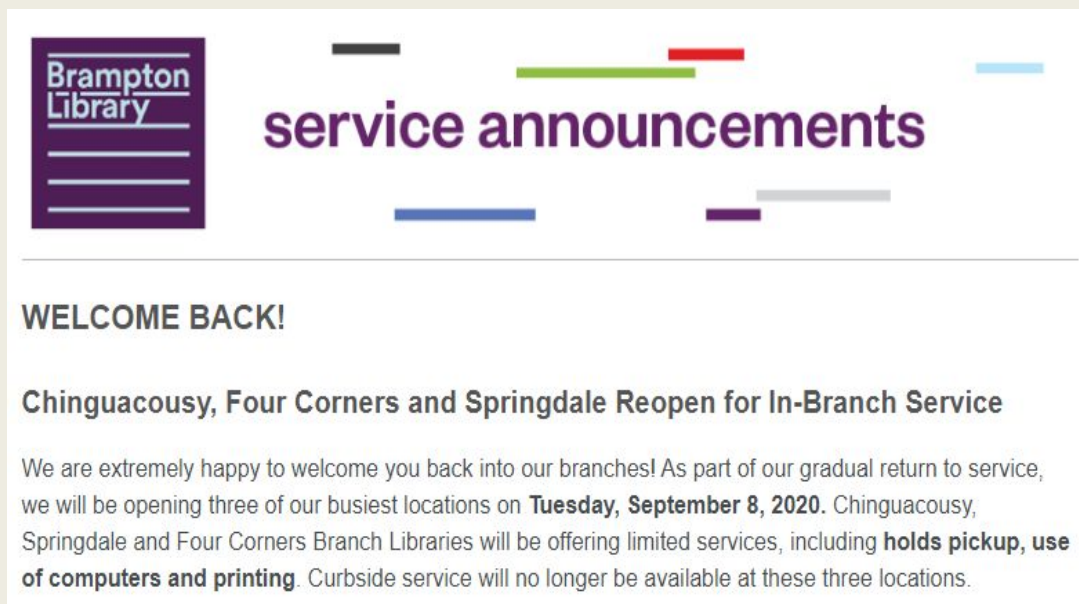 Brampton
Library
service announcements
WELCOME BACK!
Chinguacousy, Four Corners and Springdale Reopen for In-Branch Service
We are extremely happy to welcome you back into our branches! As part of our gradual return to service,
we will be opening three of our busiest locations on Tuesday, September 8, 2020. Chinguacousy,
Springdale and Four Corners Branch Libraries will be offering limited services, including holds pickup, use
of computers and printing. Curbside service will no longer be available at these three locations.